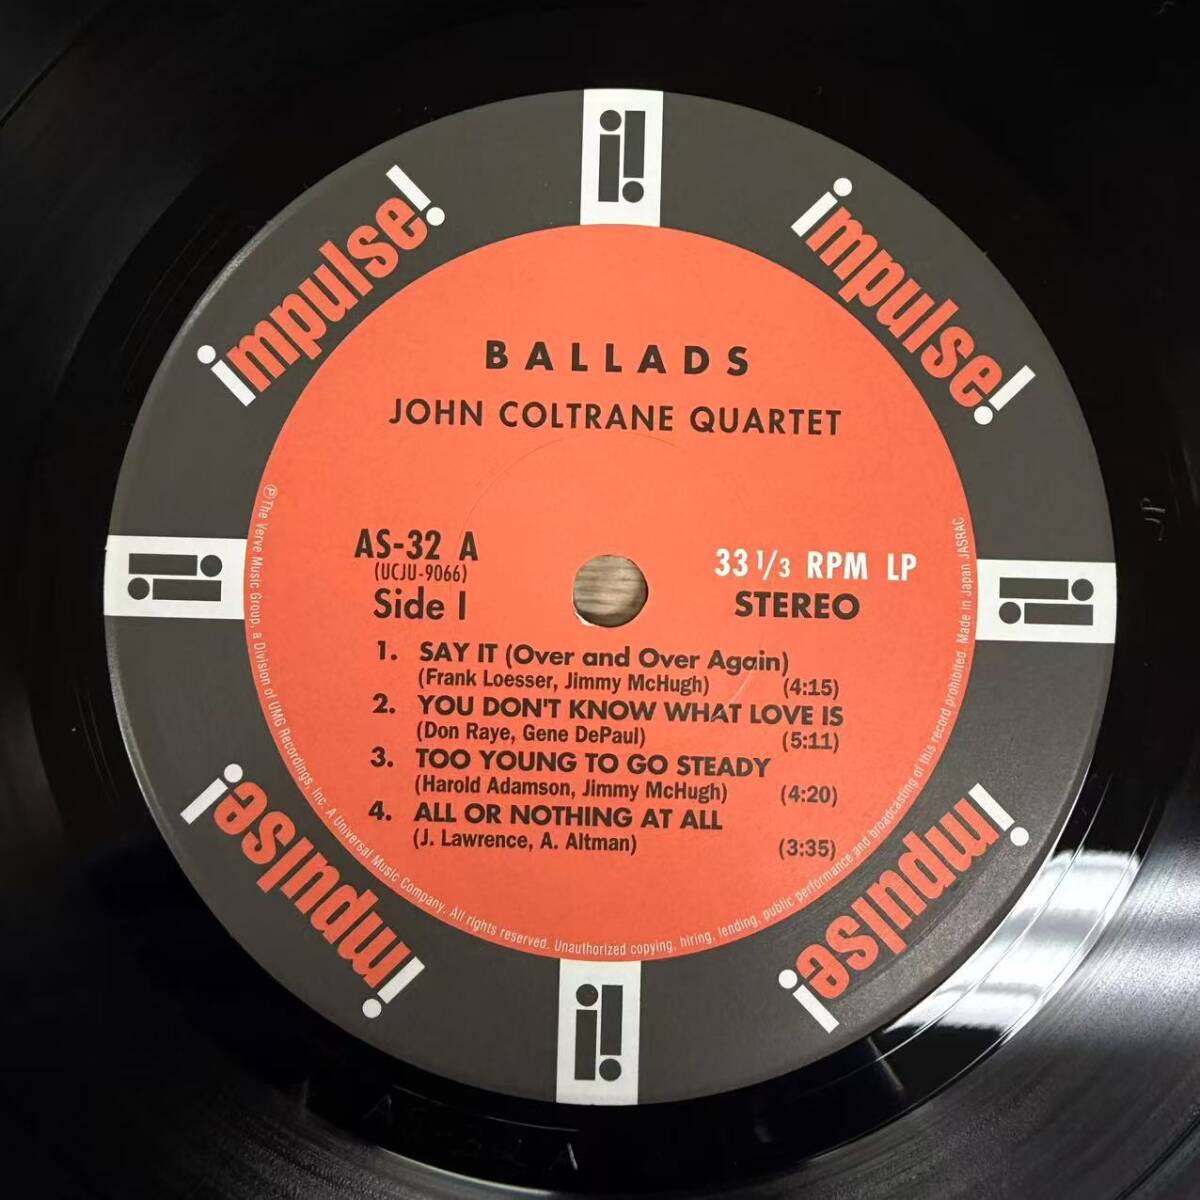 impulse!
impulse!
BALLADS
JOHN COLTRANE QUARTET
AS-32 A
(UCJU-9066)
Side I
33 1/3 RPM LP
STEREO
1. SAY IT (Over and Over Again)
(Frank Loesser, Jimmy McHugh) (4:15)
2. YOU DON'T KNOW WHAT LOVE IS
(Don Raye, Gene DePaul) (5:11)
3. TOO YOUNG TO GO STEADY
(Harold Adamson, Jimmy McHugh) (4:20)
4. ALL OR NOTHING AT ALL
(J. Lawrence, A. Altman) (3:35)
℗The Verve Music Group, a Division of UMG Recordings, Inc. A Universal Music Company. All rights reserved. Unauthorized copying, hiring, lending, public performance and broadcasting of this record prohibited. Made in Japan JASRAC
impulse!
impulse!
JP